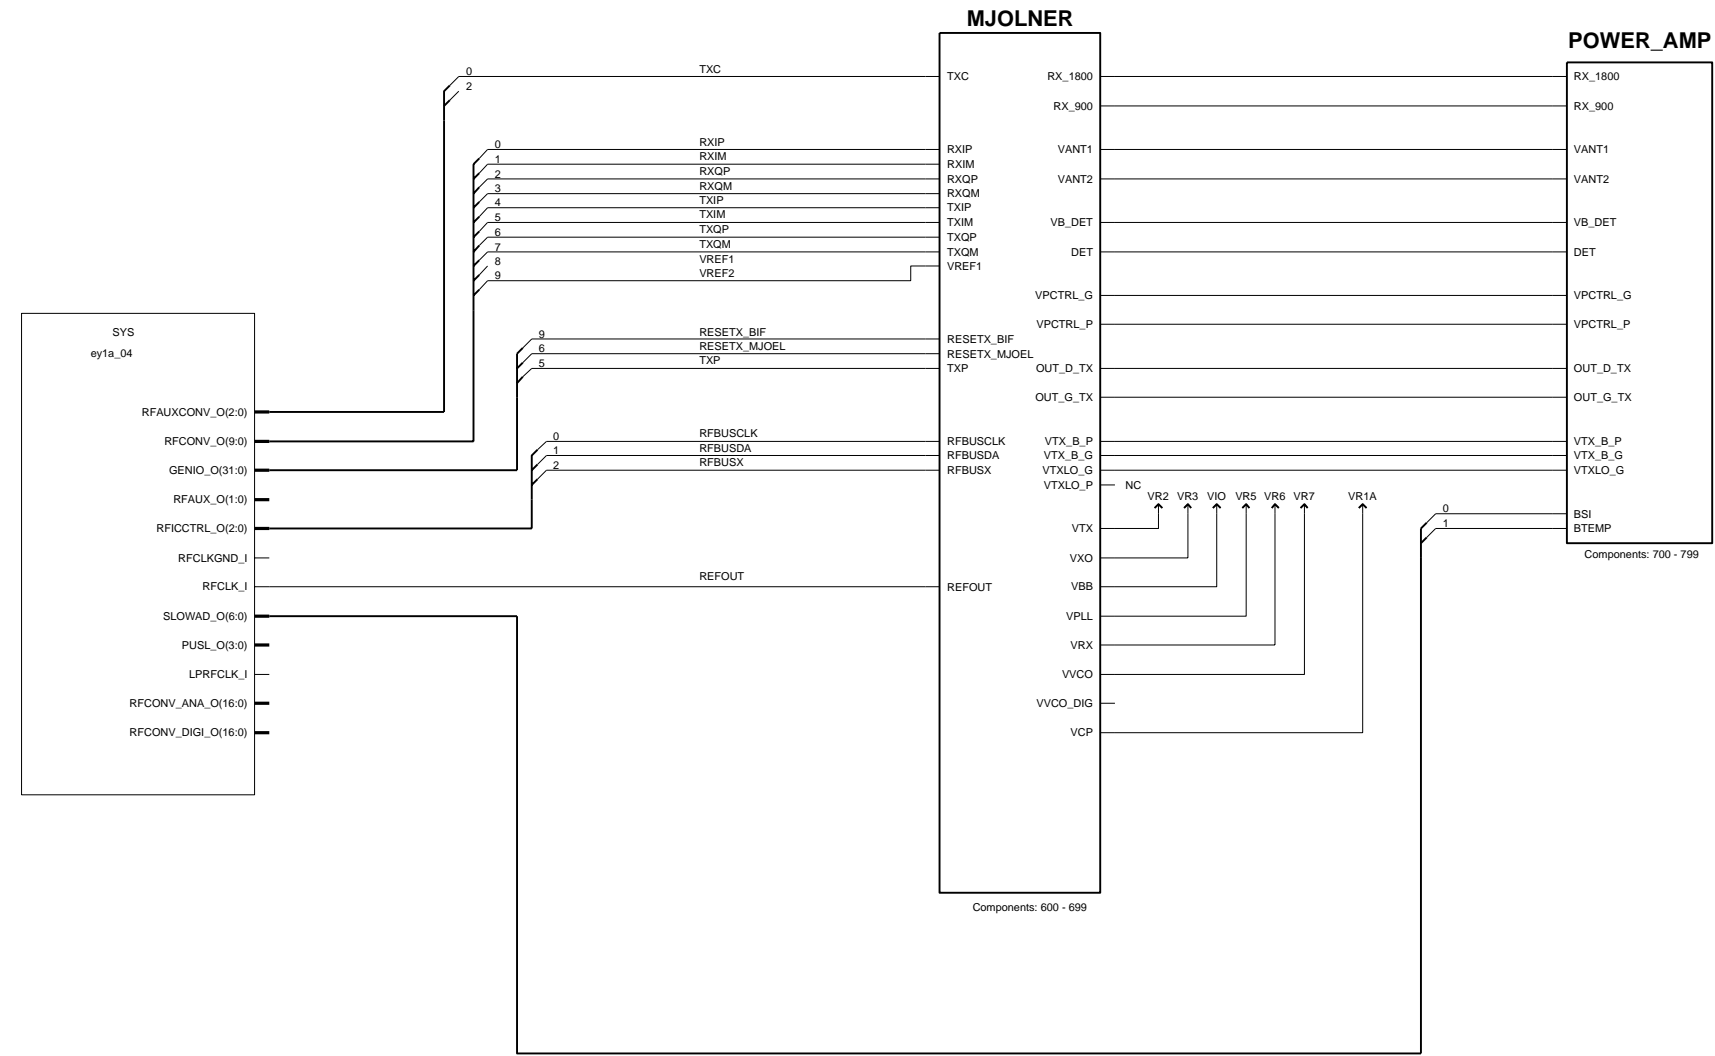 MJOLNER
POWER_AMP
0 TXC TXC RX_1800 RX_1800
2
RX_900 RX_900
0 RXIP RXIP VANT1 VANT1
1 RXIM RXIM
2 RXQP RXQP VANT2 VANT2
3 RXQM RXQM
4 TXIP TXIP
5 TXIM TXIM VB_DET VB_DET
6 TXQP TXQP
7 TXQM TXQM DET DET
8 VREF1 VREF1
9 VREF2
VPCTRL_G VPCTRL_G
VPCTRL_P VPCTRL_P
SYS
ey1a_04
9 RESETX_BIF RESETX_BIF
6 RESETX_MJOEL RESETX_MJOEL
5 TXP TXP OUT_D_TX OUT_D_TX
OUT_G_TX OUT_G_TX
RFAUXCONV_O(2:0)
RFCONV_O(9:0) 0 RFBUSCLK RFBUSCLK VTX_B_P VTX_B_P
1 RFBUSDA RFBUSDA VTX_B_G VTX_B_G
GENIO_O(31:0) 2 RFBUSX RFBUSX VTXLO_G VTXLO_G
VTXLO_P NC
RFAUX_O(1:0) VR2 VR3 VIO VR5 VR6 VR7 VR1A
0 BSI
RFICCTRL_O(2:0) VTX 1 BTEMP
RFCLKGND_I VXO Components: 700 - 799
RFCLK_I REFOUT REFOUT VBB
SLOWAD_O(6:0) VPLL
PUSL_O(3:0) VRX
LPRFCLK_I VVCO
RFCONV_ANA_O(16:0) VVCO_DIG
RFCONV_DIGI_O(16:0) VCP
Components: 600 - 699